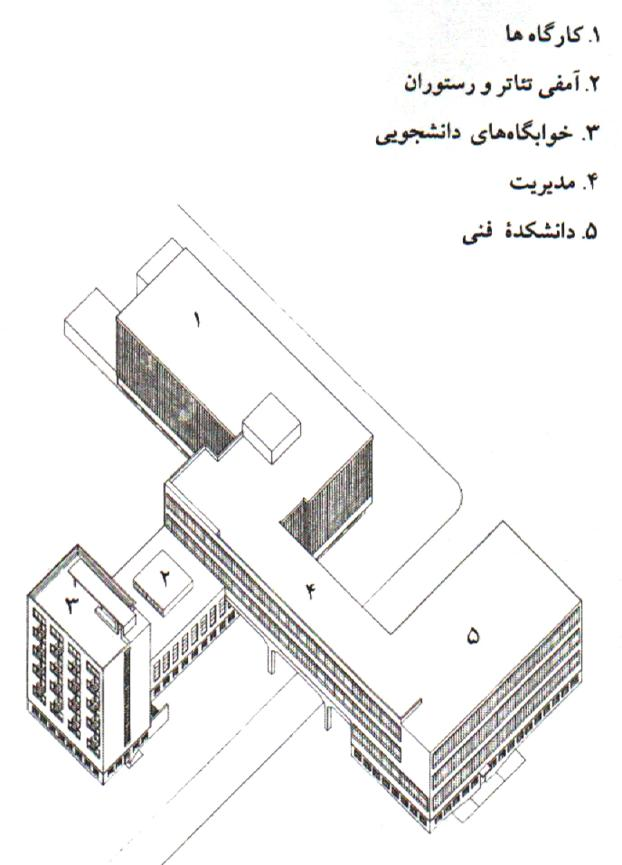 ۱. کارگاه ها
۲. آمفی تئاتر و رستوران
۳. خوابگاه‌های دانشجویی
۴. مدیریت
۵. دانشکدهٔ فنی
۱
۲
۳
۴
۵